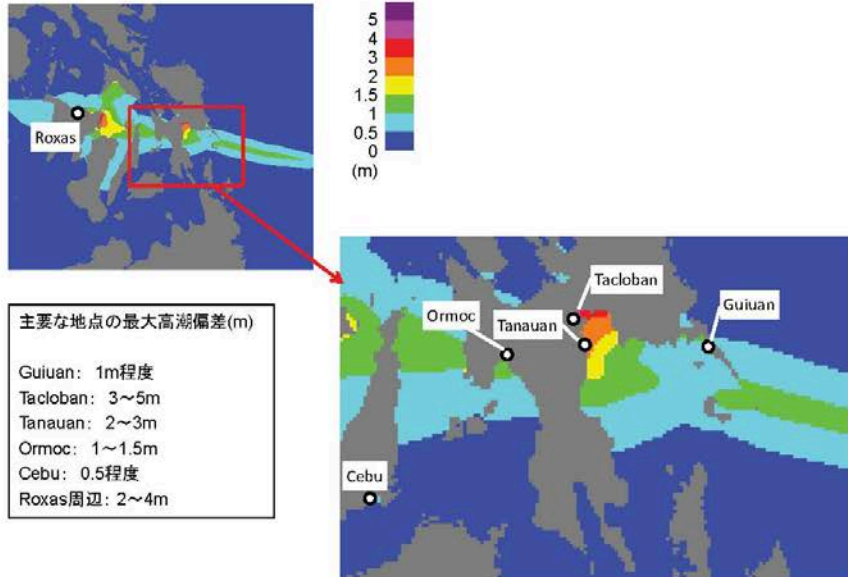 Roxas
5
4
3
2
1.5
1
0.5
0
(m)
主要な地点の最大高潮偏差(m)
Guiuan： 1m程度
Tacloban： 3～5m
Tanauan： 2～3m
Ormoc： 1～1.5m
Cebu： 0.5程度
Roxas周辺： 2～4m
Tacloban
Guiuan
Ormoc
Tanauan
Cebu